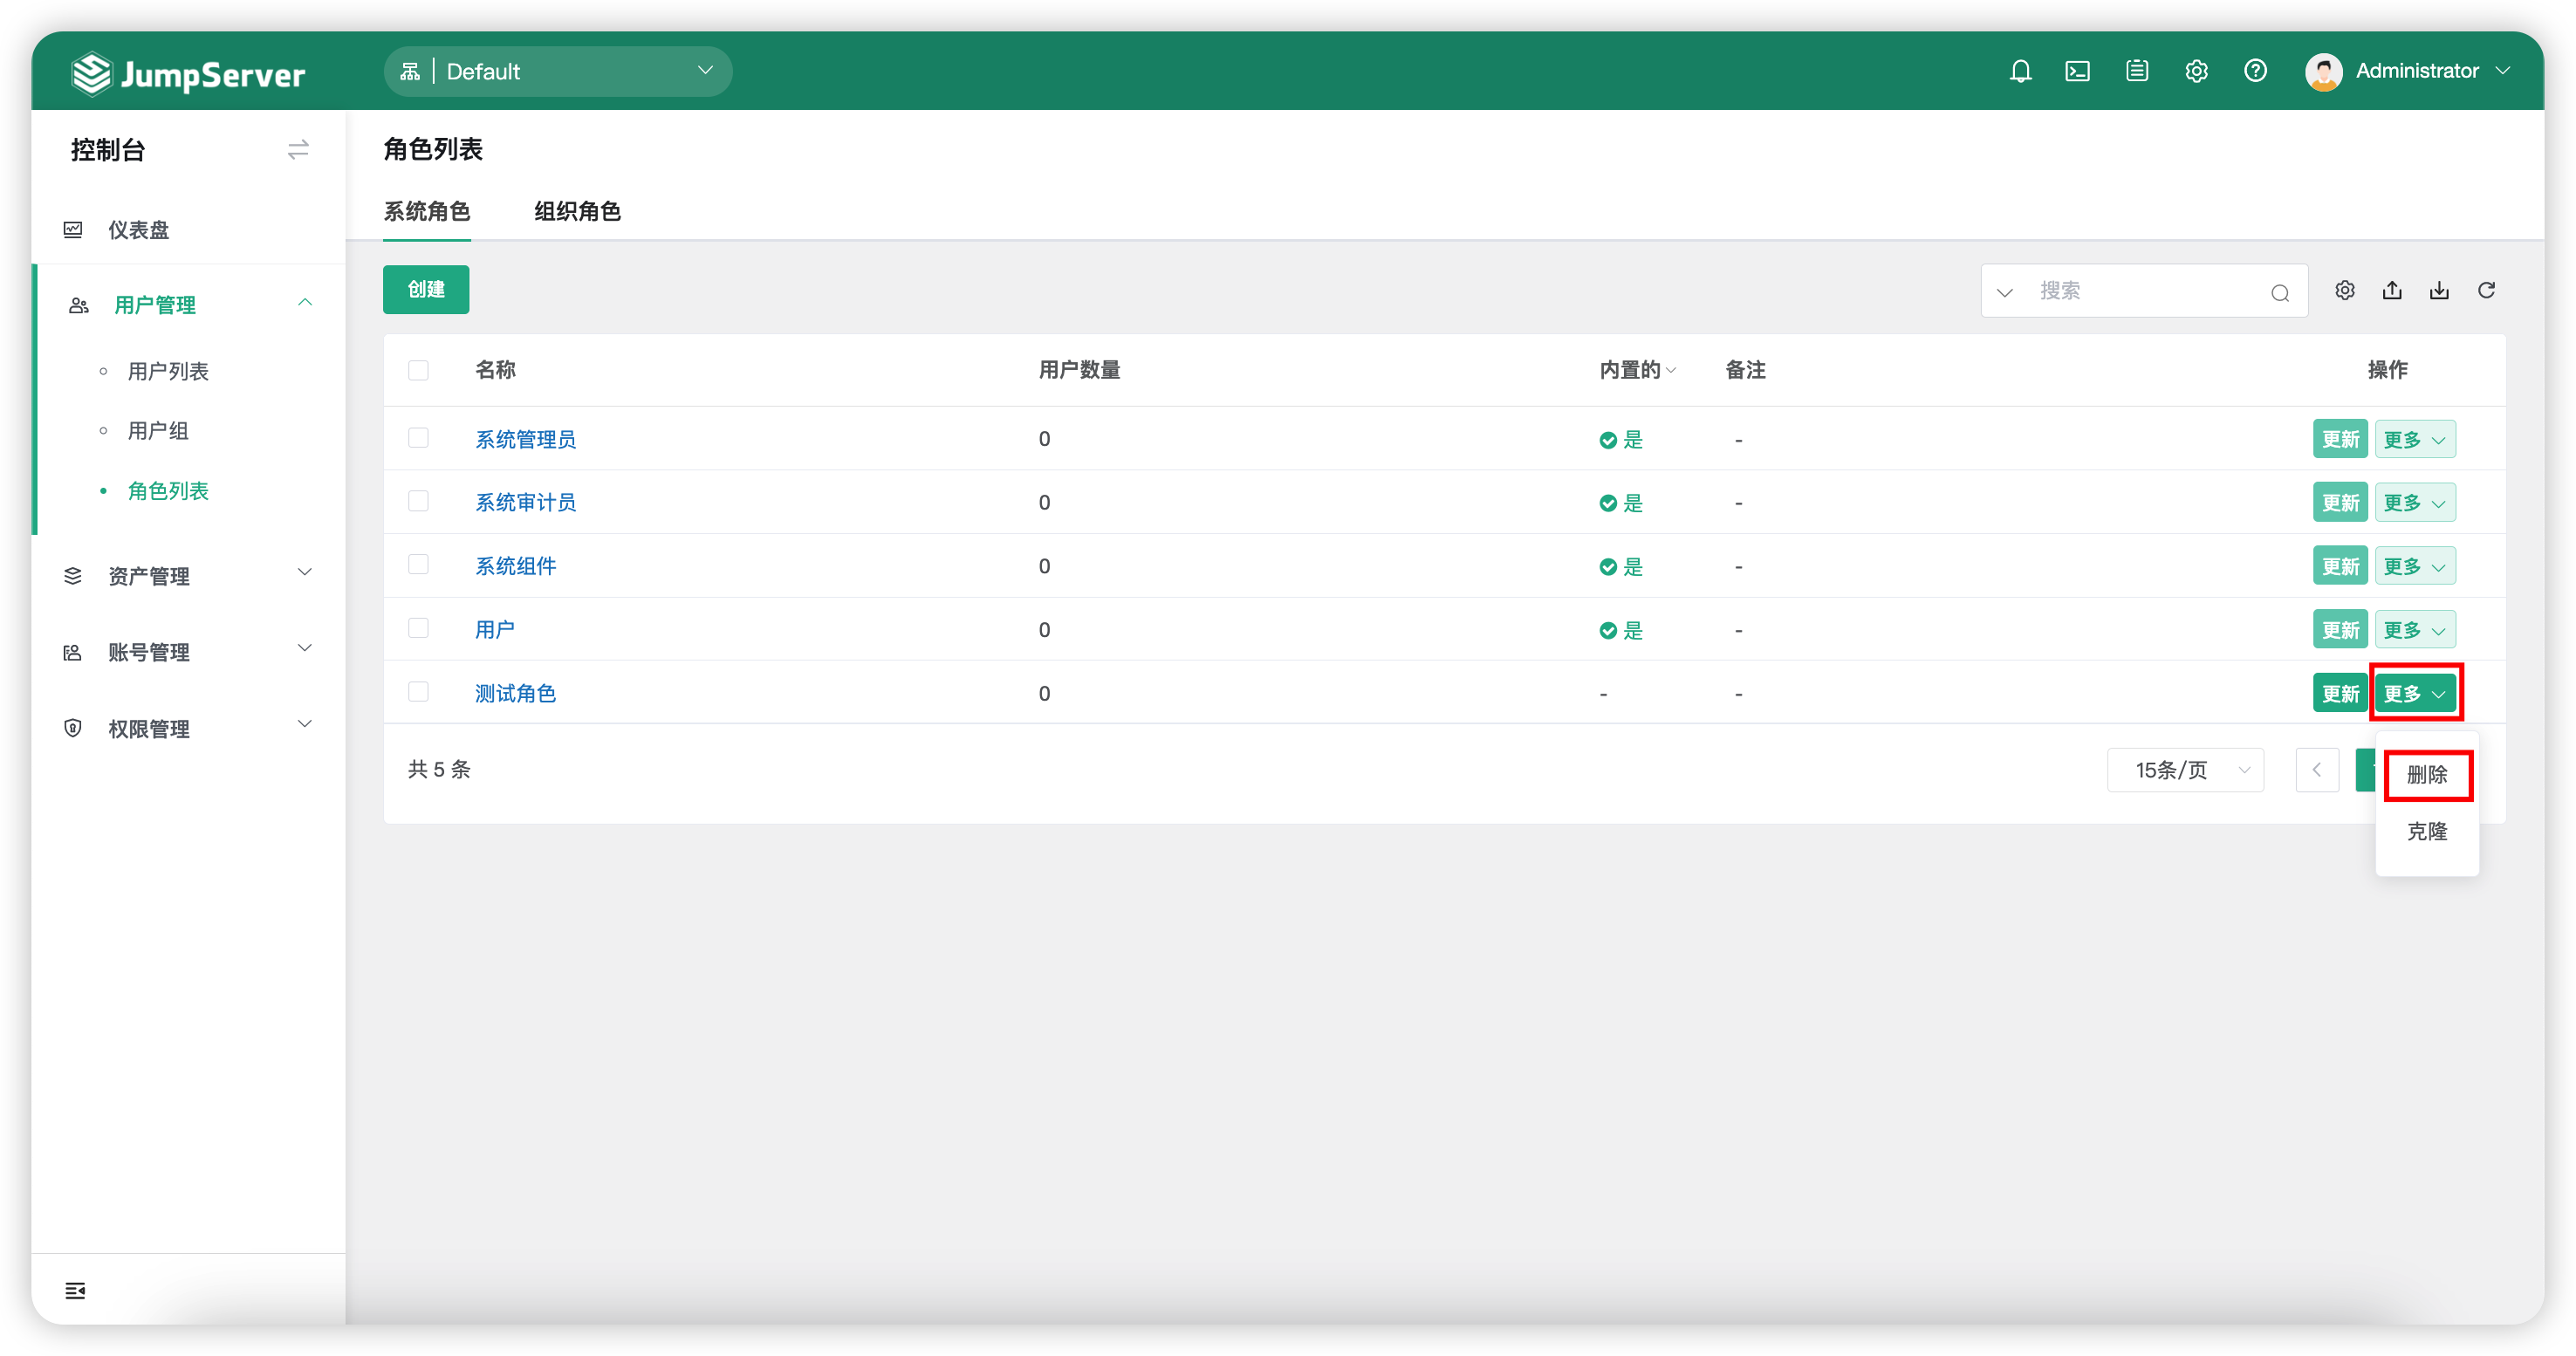 JumpServer
Default
Administrator
控制台
仪表盘
用户管理
用户列表
用户组
角色列表
资产管理
账号管理
权限管理
角色列表
系统角色 组织角色
创建
搜索
名称 用户数量 内置的 备注 操作
系统管理员 0 是 - 更新 更多
系统审计员 0 是 - 更新 更多
系统组件 0 是 - 更新 更多
用户 0 是 - 更新 更多
测试角色 0 - - 更新 更多
共 5 条
15条/页
删除
克隆